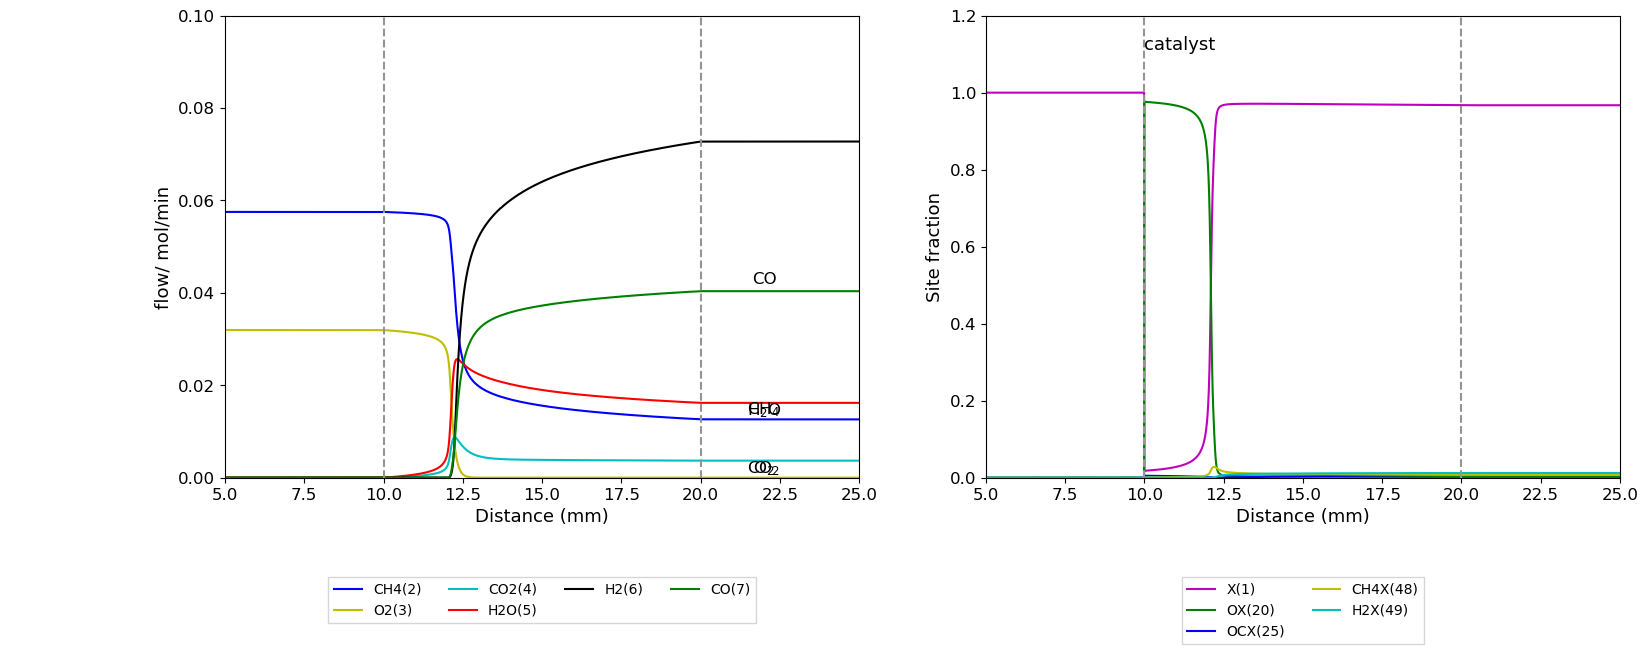 0.10
0.08
0.06
0.04
0.02
0.00
flow/ mol/min
CO
CO₂
5.0 7.5 10.0 12.5 15.0 17.5 20.0 22.5 25.0
Distance (mm)
CH4(2) CO2(4) H2(6) CO(7)
O2(3) H2O(5)
1.2
1.0
0.8
0.6
0.4
0.2
0.0
Site fraction
catalyst
5.0 7.5 10.0 12.5 15.0 17.5 20.0 22.5 25.0
Distance (mm)
X(1) CH4X(48)
OX(20) H2X(49)
OCX(25)